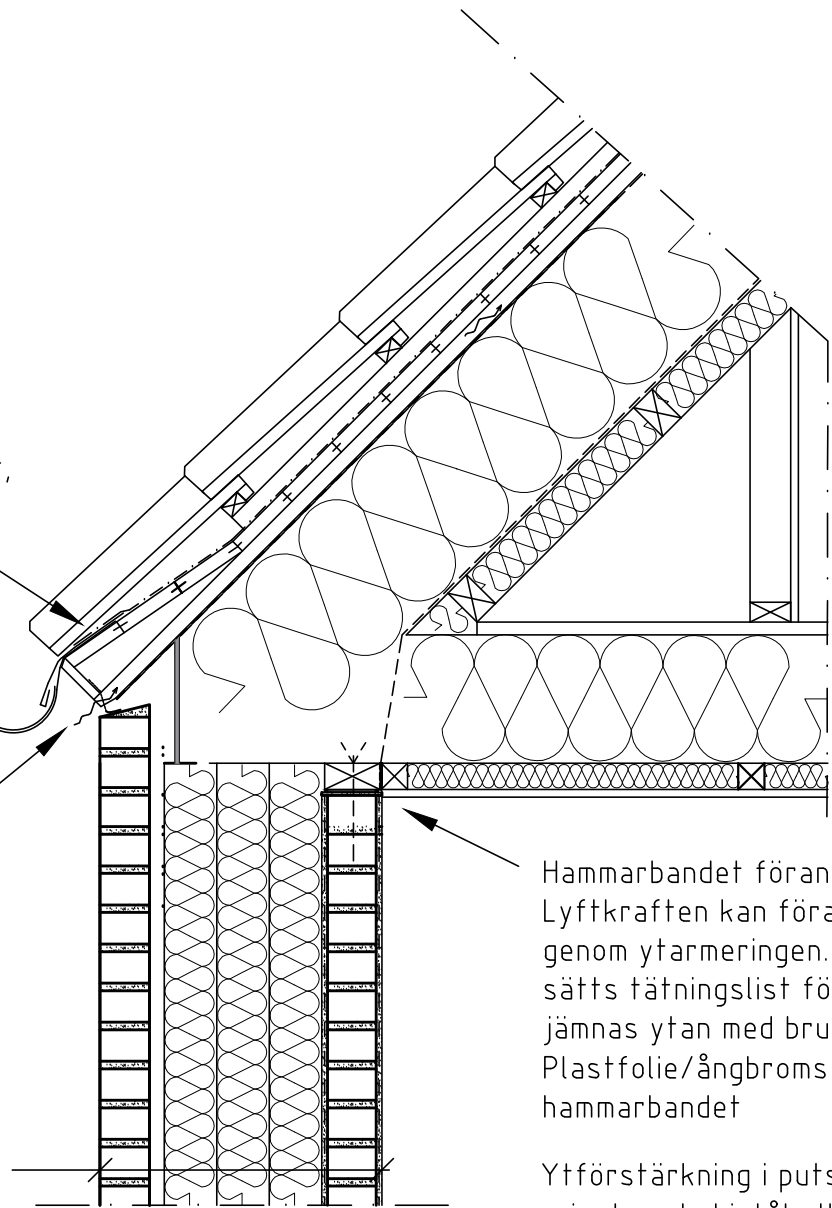 Hammarbandet föran
Lyftkraften kan föra
genom ytarmeringen.
sätts tätningslist fö
jämnas ytan med bru
Plastfolie/ångbroms
hammarbandet
Ytförstärkning i puts